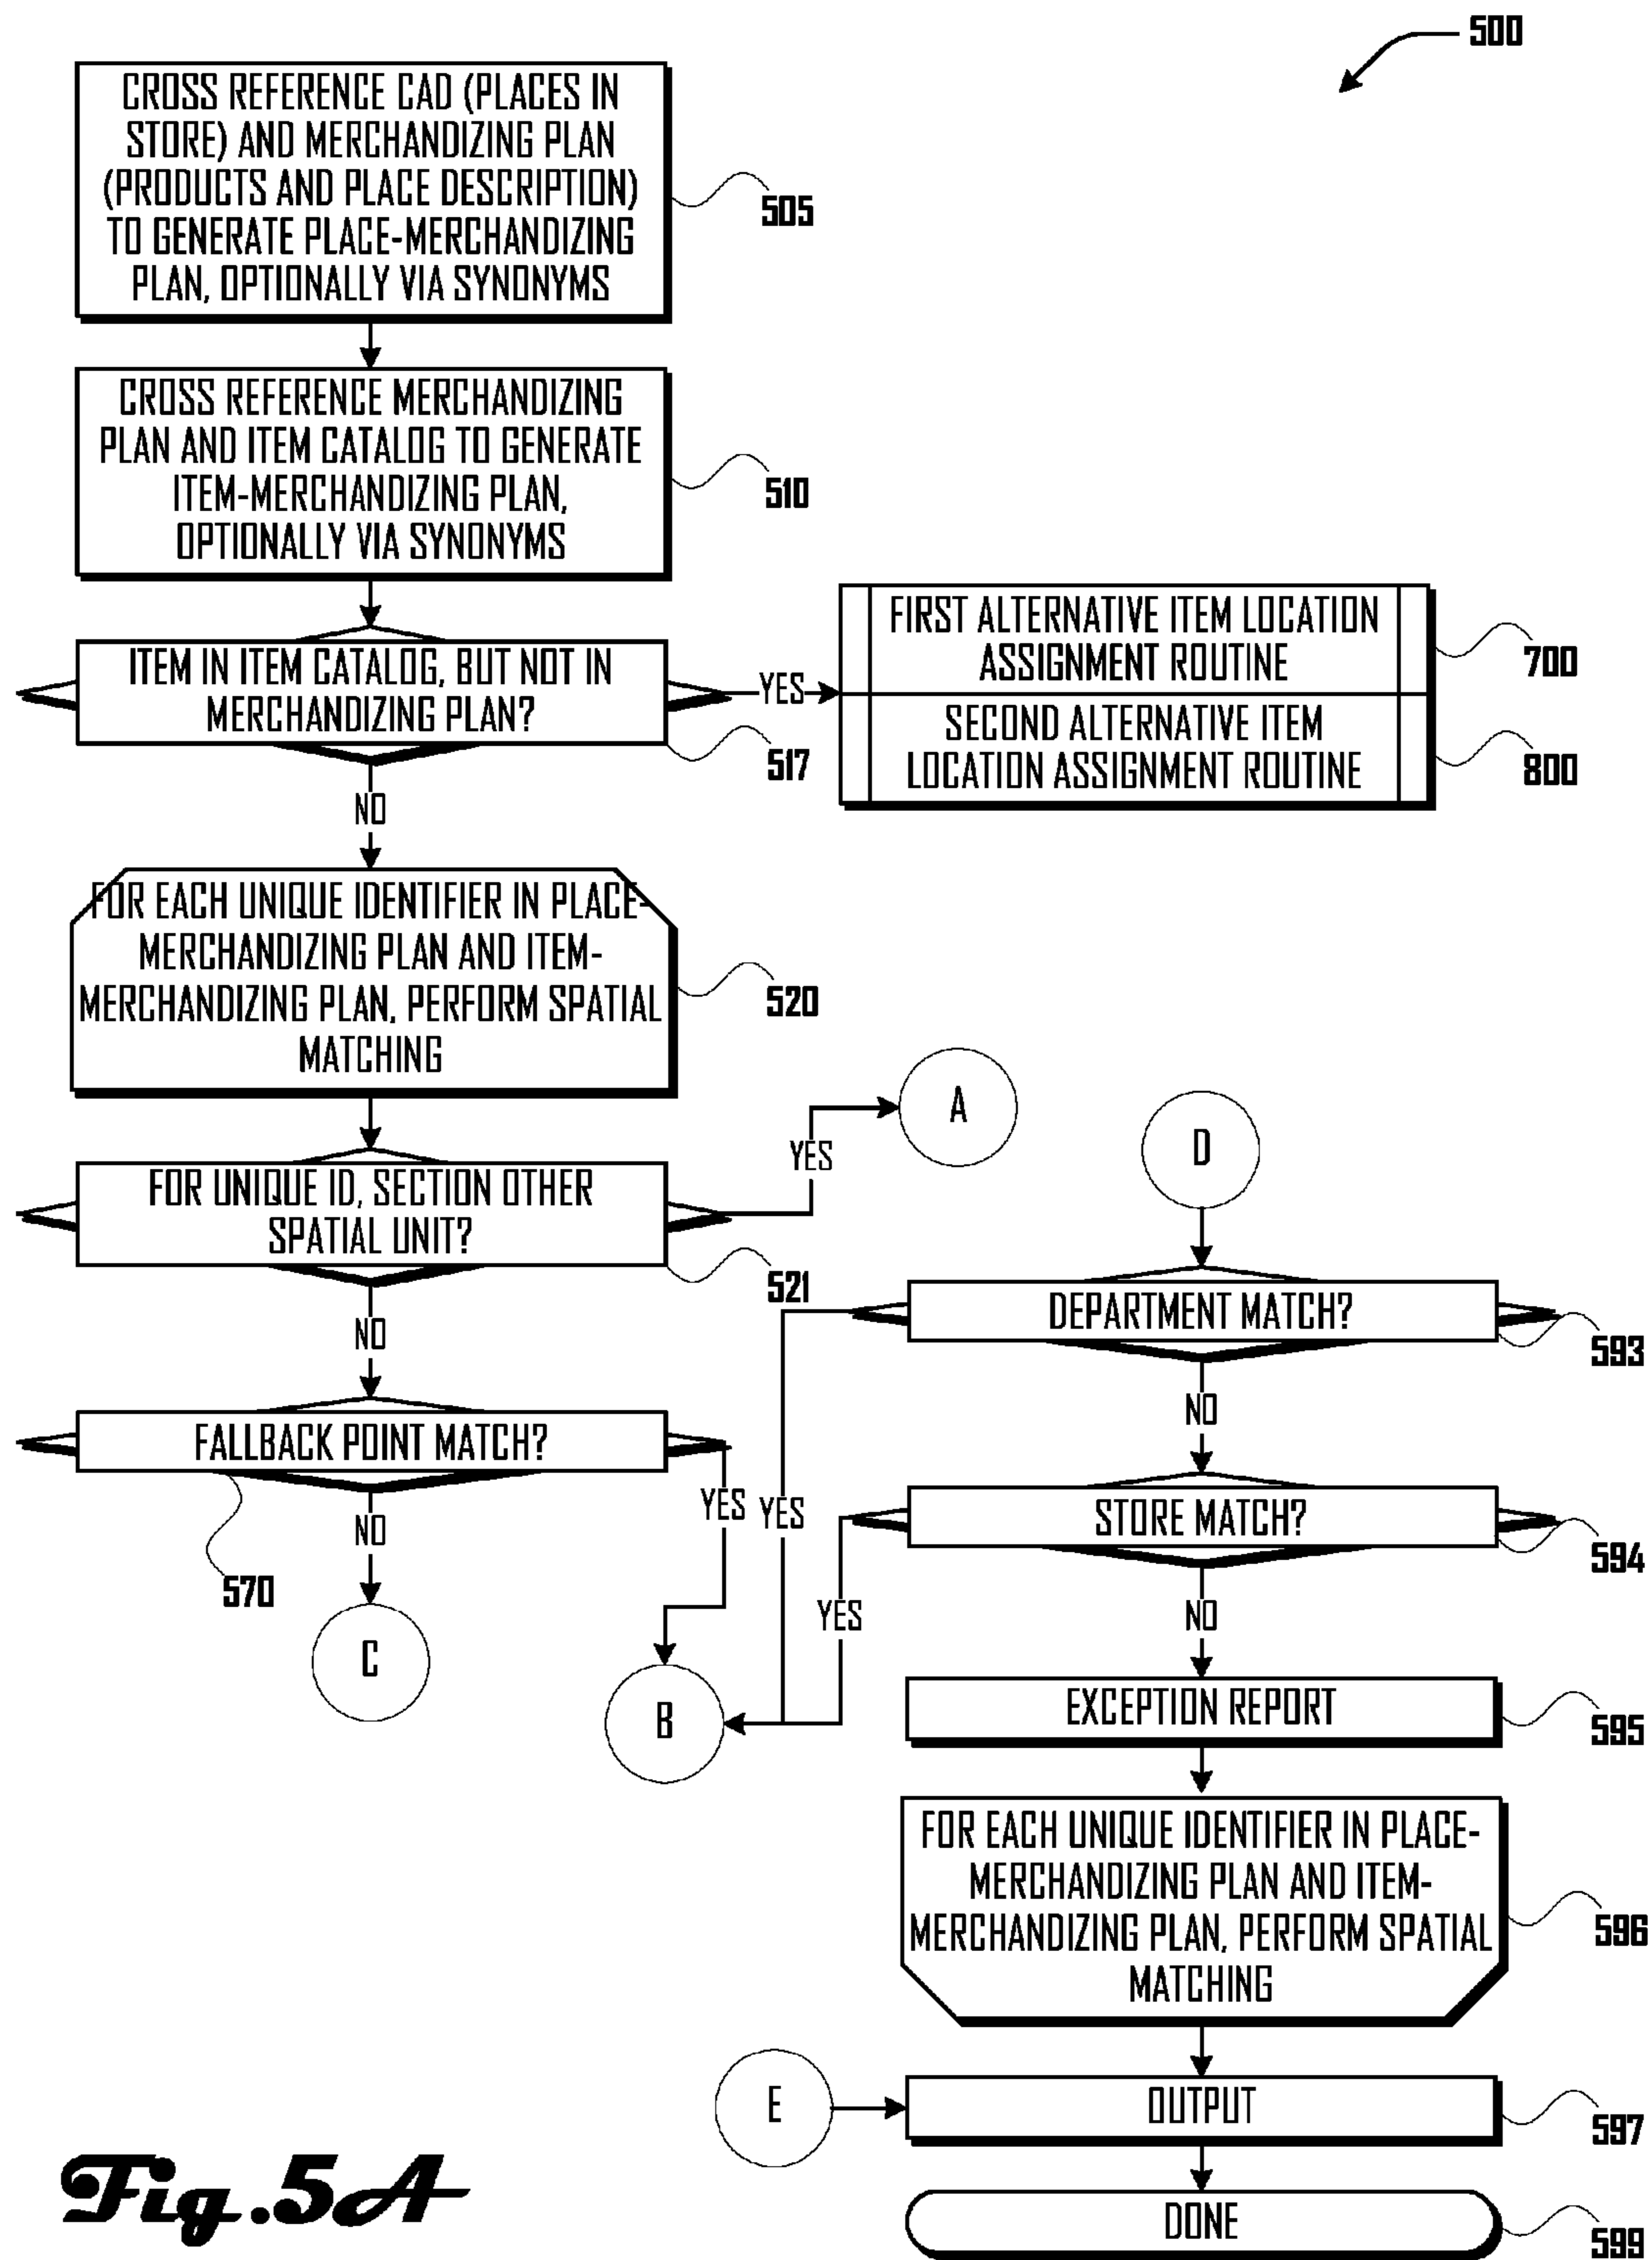 500
CROSS REFERENCE CAD (PLACES IN
STORE) AND MERCHANDIZING PLAN
(PRODUCTS AND PLACE DESCRIPTION)
TO GENERATE PLACE-MERCHANDIZING
PLAN, OPTIONALLY VIA SYNONYMS
505
CROSS REFERENCE MERCHANDIZING
PLAN AND ITEM CATALOG TO GENERATE
ITEM-MERCHANDIZING PLAN,
OPTIONALLY VIA SYNONYMS
510
ITEM IN ITEM CATALOG, BUT NOT IN
MERCHANDIZING PLAN?
517
YES
FIRST ALTERNATIVE ITEM LOCATION
ASSIGNMENT ROUTINE
700
SECOND ALTERNATIVE ITEM
LOCATION ASSIGNMENT ROUTINE
800
NO
FOR EACH UNIQUE IDENTIFIER IN PLACE-
MERCHANDIZING PLAN AND ITEM-
MERCHANDIZING PLAN, PERFORM SPATIAL
MATCHING
520
FOR UNIQUE ID, SECTION OTHER
SPATIAL UNIT?
521
YES
A
NO
FALLBACK POINT MATCH?
570
YES
NO
C
B
D
DEPARTMENT MATCH?
593
YES
NO
STORE MATCH?
594
YES
NO
EXCEPTION REPORT
595
FOR EACH UNIQUE IDENTIFIER IN PLACE-
MERCHANDIZING PLAN AND ITEM-
MERCHANDIZING PLAN, PERFORM SPATIAL
MATCHING
596
E
OUTPUT
597
DONE
599
Fig.5A